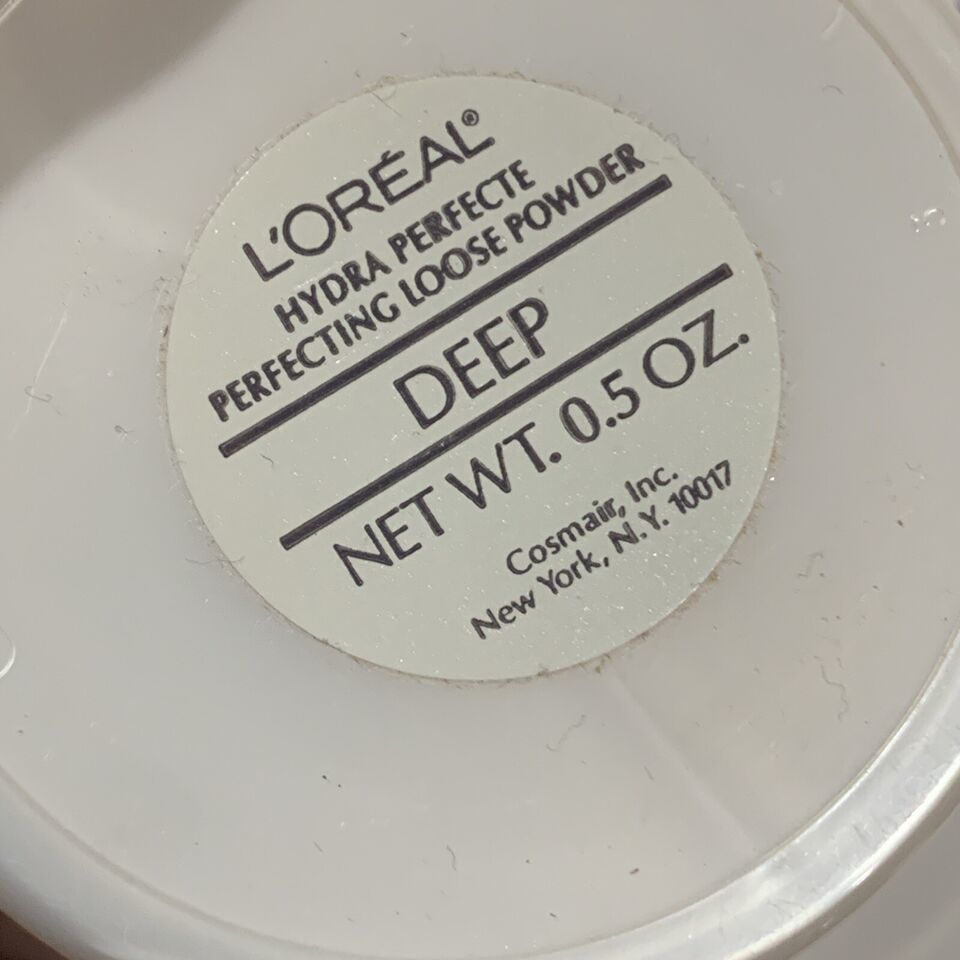 L'ORÉAL®
HYDRA PERFECTE
PERFECTING LOOSE POWDER
DEEP
NET WT. 0.5 OZ.
Cosmair, Inc.
New York, N.Y. 10017